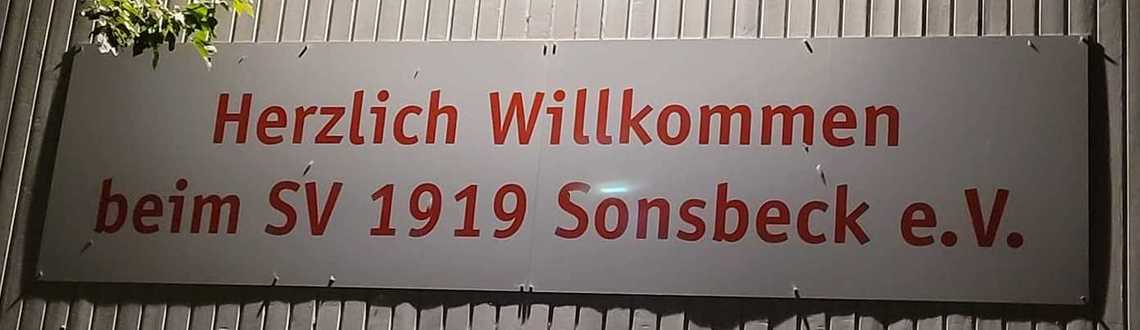 Herzlich Willkommen
beim SV 1919 Sonsbeck e.V.